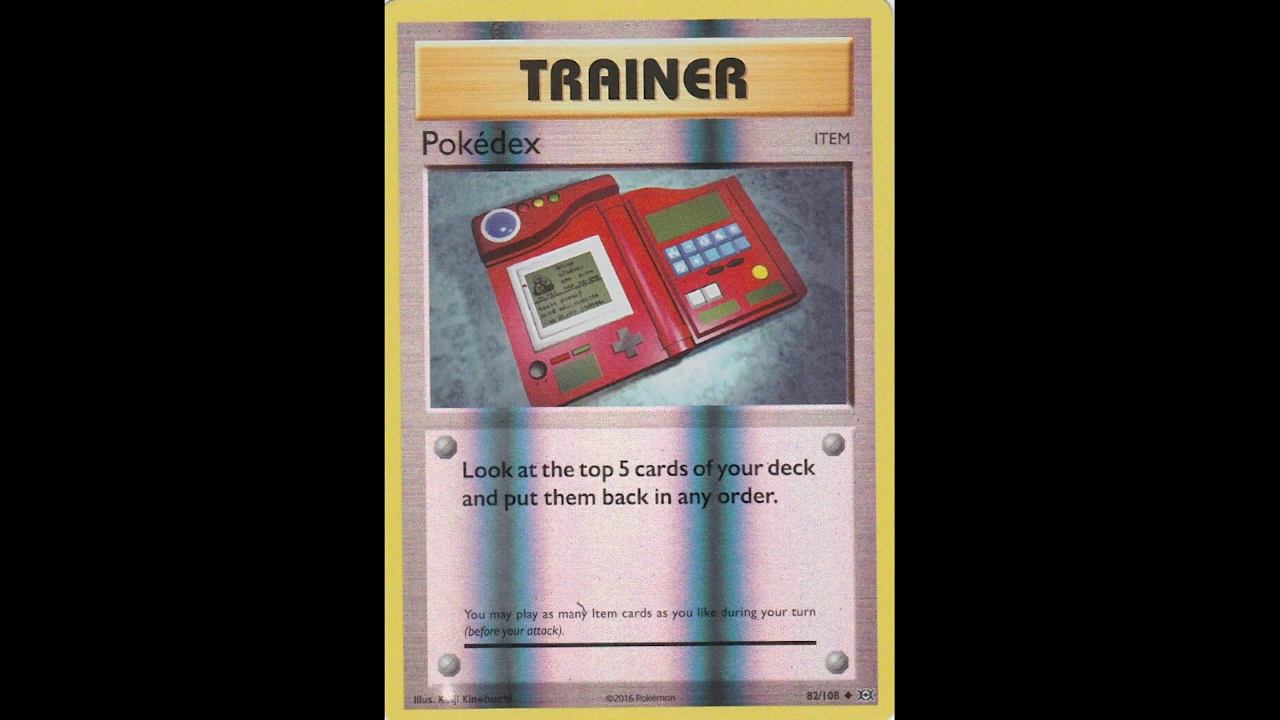 TRAINER
Pokédex
ITEM
Look at the top 5 cards of your deck
and put them back in any order.
You may play as many Item cards as you like during your turn
(before your attack).
Illus. Keiji Kinebuchi
©2016 Pokémon
82/108